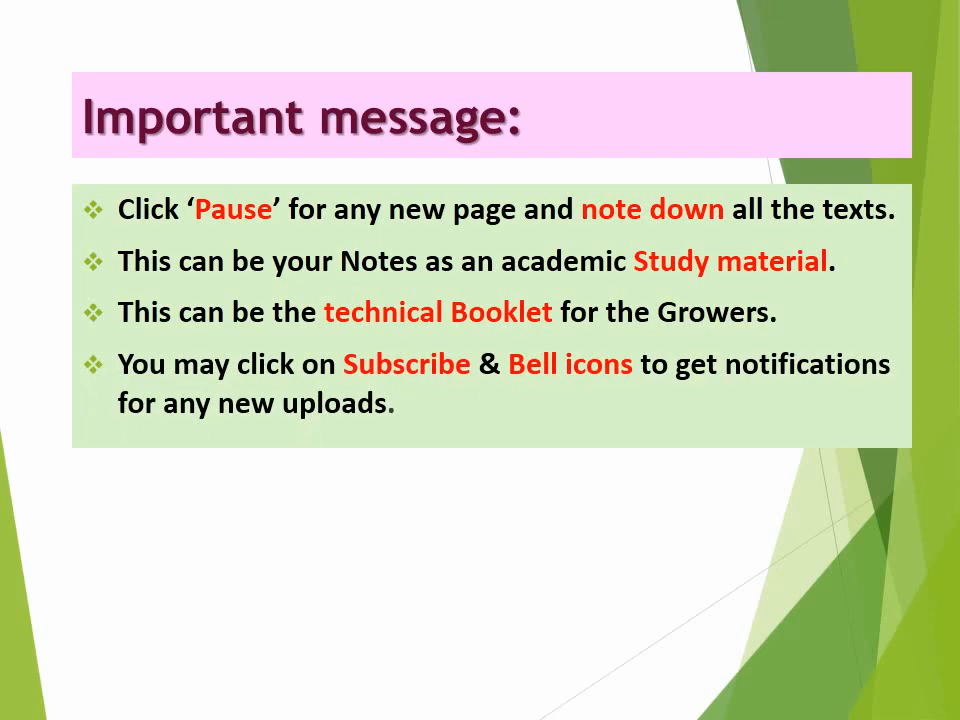 Important message:
Click ‘Pause’ for any new page and note down all the texts.
This can be your Notes as an academic Study material.
This can be the technical Booklet for the Growers.
You may click on Subscribe & Bell icons to get notifications
for any new uploads.